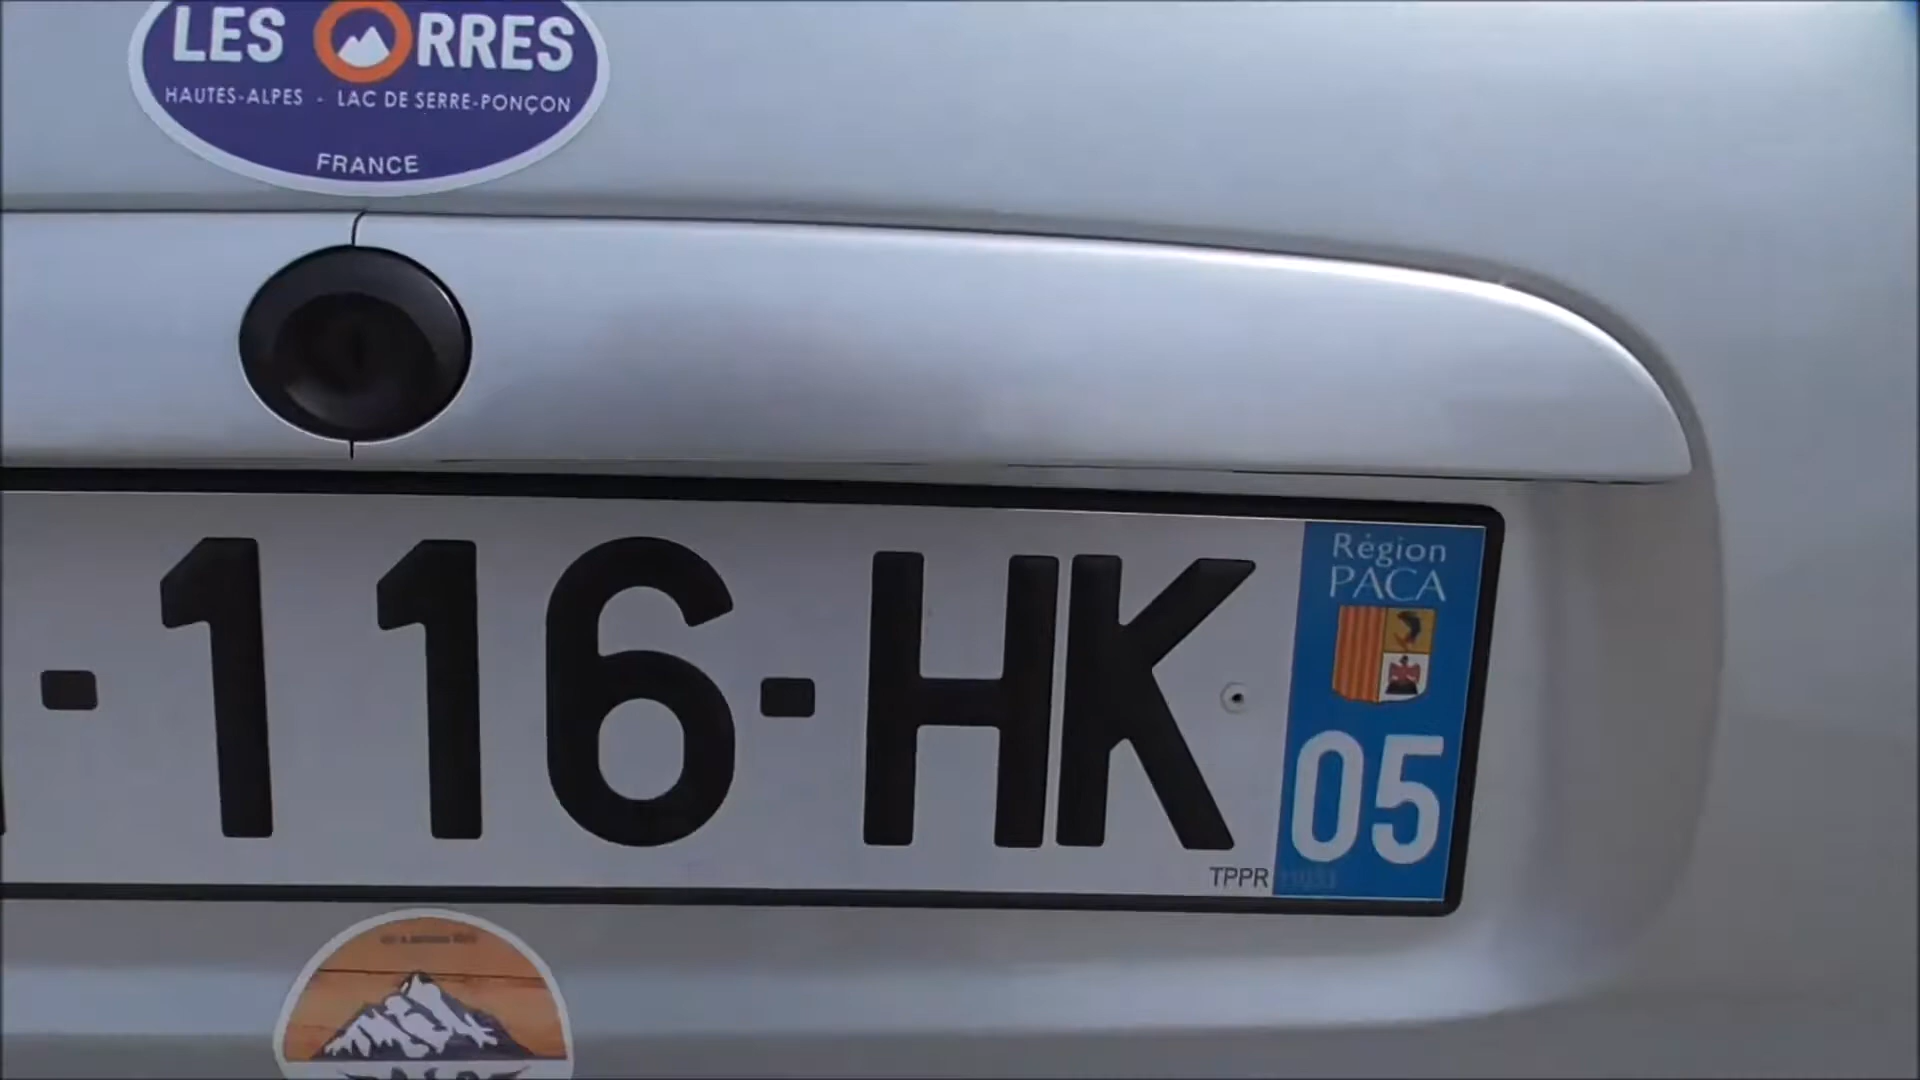 LES ORRES
HAUTES-ALPES - LAC DE SERRE-PONÇON
FRANCE
-116-HK
Région
PACA
05
TPPR